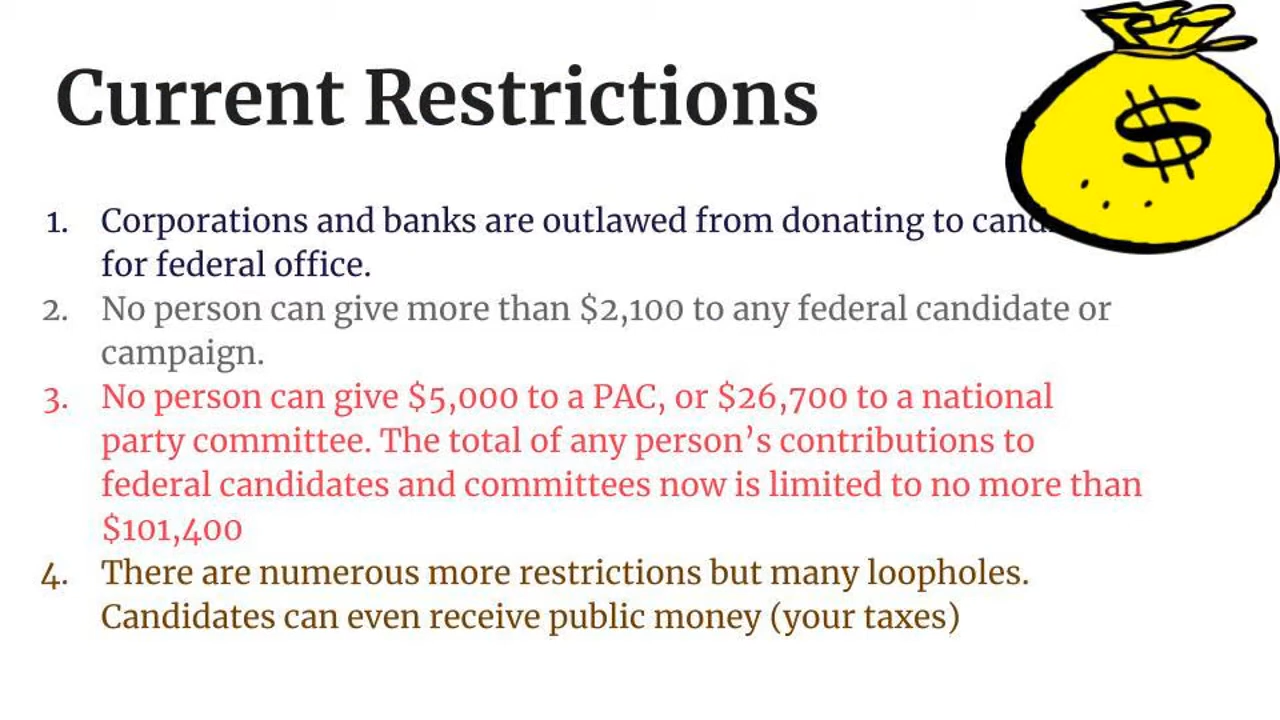 Current Restrictions
$
1. Corporations and banks are outlawed from donating to
for federal office.
2. No person can give more than $2,100 to any federal candidate or
campaign.
3. No person can give $5,000 to a PAC, or $26,700 to a national
party committee. The total of any person’s contributions to
federal candidates and committees now is limited to no more than
$101,400
4. There are numerous more restrictions but many loopholes.
Candidates can even receive public money (your taxes)